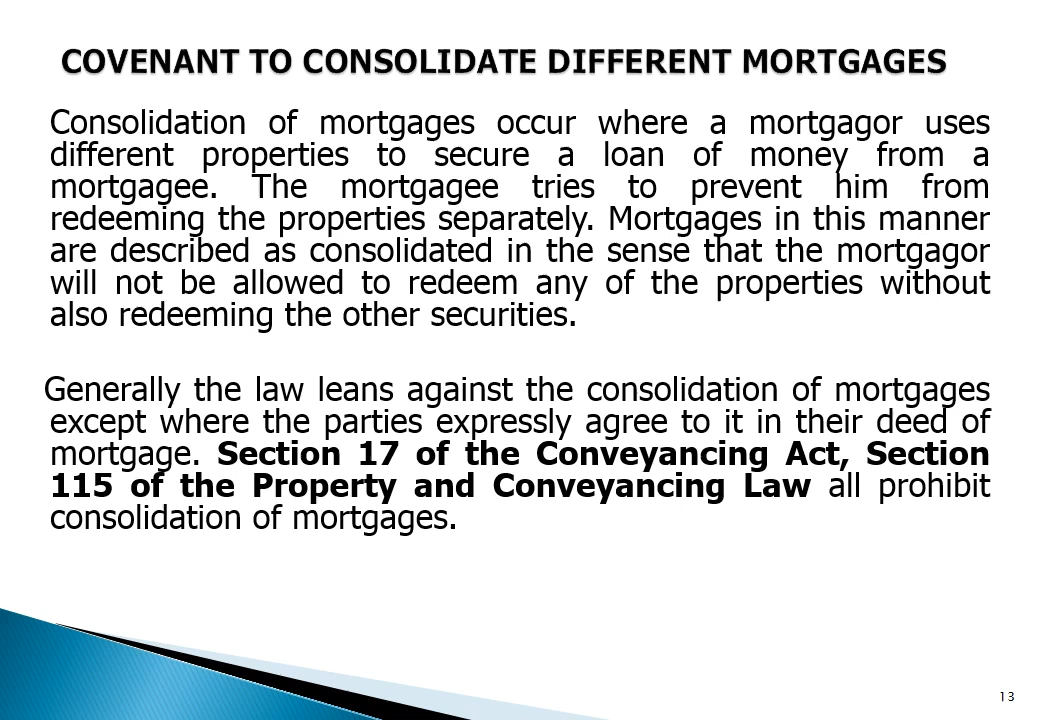 COVENANT TO CONSOLIDATE DIFFERENT MORTGAGES
Consolidation of mortgages occur where a mortgagor uses
different properties to secure a loan of money from a
mortgagee. The mortgagee tries to prevent him from
redeeming the properties separately. Mortgages in this manner
are described as consolidated in the sense that the mortgagor
will not be allowed to redeem any of the properties without
also redeeming the other securities.
Generally the law leans against the consolidation of mortgages
except where the parties expressly agree to it in their deed of
mortgage. Section 17 of the Conveyancing Act, Section
115 of the Property and Conveyancing Law all prohibit
consolidation of mortgages.
13